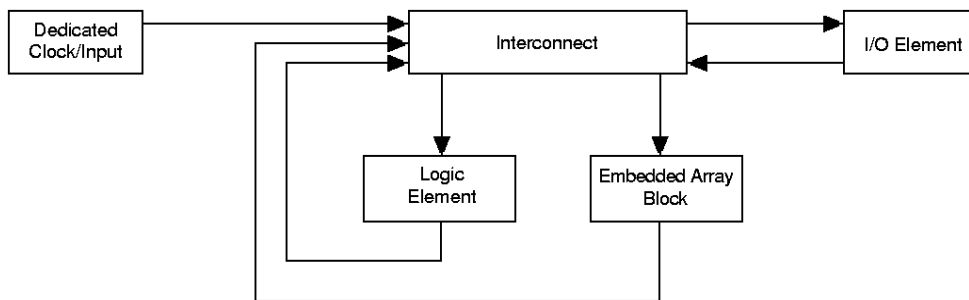 Dedicated
Clock/Input
Interconnect
I/O Element
Logic
Element
Embedded Array
Block